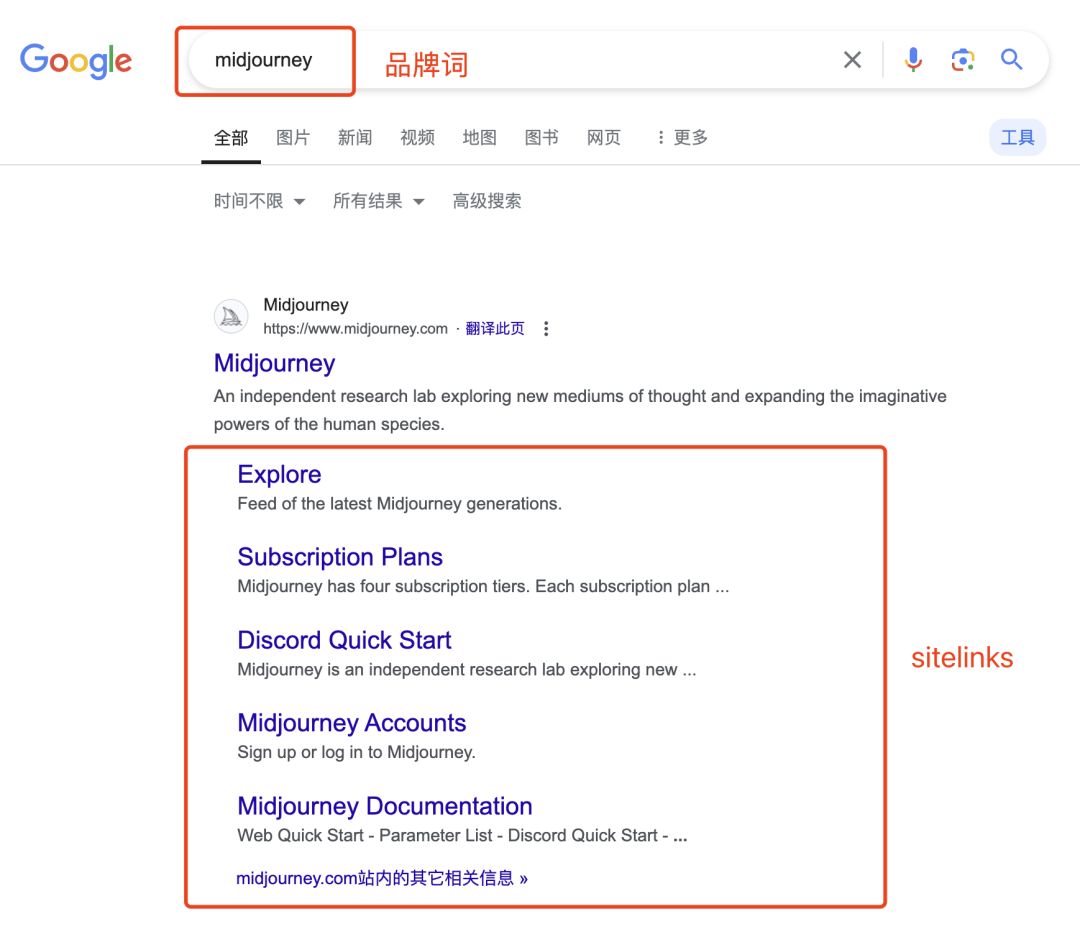 Google
midjourney
品牌词
全部 图片 新闻 视频 地图 图书 网页 更多
工具
时间不限 所有结果 高级搜索
Midjourney
https://www.midjourney.com · 翻译此页
Midjourney
An independent research lab exploring new mediums of thought and expanding the imaginative
powers of the human species.
Explore
Feed of the latest Midjourney generations.
Subscription Plans
Midjourney has four subscription tiers. Each subscription plan ...
Discord Quick Start
Midjourney is an independent research lab exploring new ...
sitelinks
Midjourney Accounts
Sign up or log in to Midjourney.
Midjourney Documentation
Web Quick Start - Parameter List - Discord Quick Start - ...
midjourney.com站内的其它相关信息 »